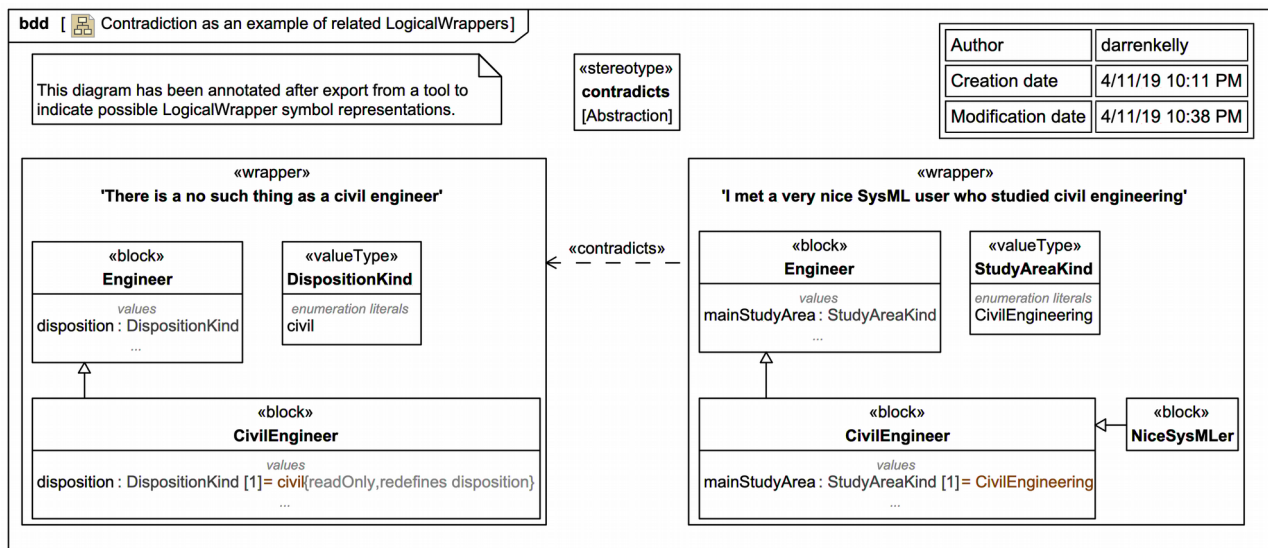 bdd [ Contradiction as an example of related LogicalWrappers]
This diagram has been annotated after export from a tool to
indicate possible LogicalWrapper symbol representations.
«stereotype»
contradicts
[Abstraction]
Author darrenkelly
Creation date 4/11/19 10:11 PM
Modification date 4/11/19 10:38 PM
«wrapper»
'There is a no such thing as a civil engineer'
«block»
Engineer
values
disposition : DispositionKind
...
«valueType»
DispositionKind
enumeration literals
civil
«block»
CivilEngineer
values
disposition : DispositionKind [1]= civil{readOnly,redefines disposition}
...
«contradicts»
«wrapper»
'I met a very nice SysML user who studied civil engineering'
«block»
Engineer
values
mainStudyArea : StudyAreaKind
...
«valueType»
StudyAreaKind
enumeration literals
CivilEngineering
«block»
CivilEngineer
values
mainStudyArea : StudyAreaKind [1]= CivilEngineering
...
«block»
NiceSysMLer